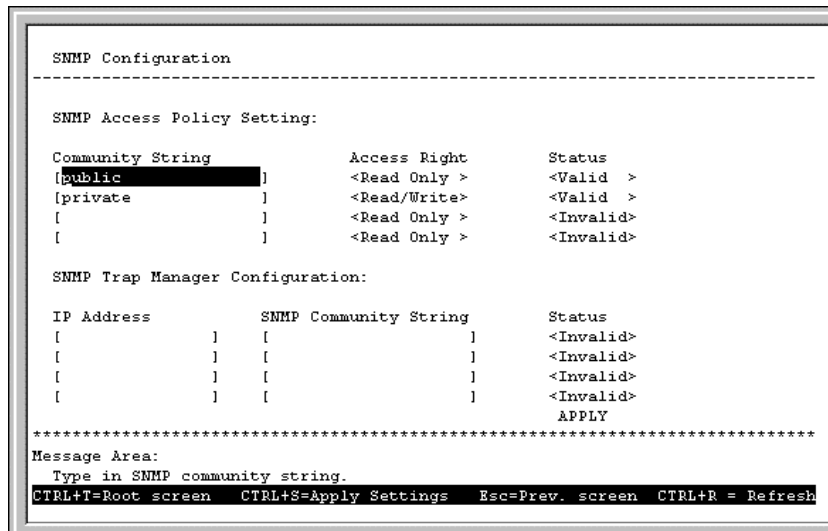 SNMP Configuration
--------------------------------------------------------------------------------
SNMP Access Policy Setting:
Community String Access Right Status
[public ] <Read Only > <Valid >
[private ] <Read/Write> <Valid >
[ ] <Read Only > <Invalid>
[ ] <Read Only > <Invalid>
SNMP Trap Manager Configuration:
IP Address SNMP Community String Status
[ ] [ ] <Invalid>
[ ] [ ] <Invalid>
[ ] [ ] <Invalid>
[ ] [ ] <Invalid>
APPLY
********************************************************************************
Message Area:
Type in SNMP community string.
CTRL+T=Root screen CTRL+S=Apply Settings Esc=Prev. screen CTRL+R = Refresh